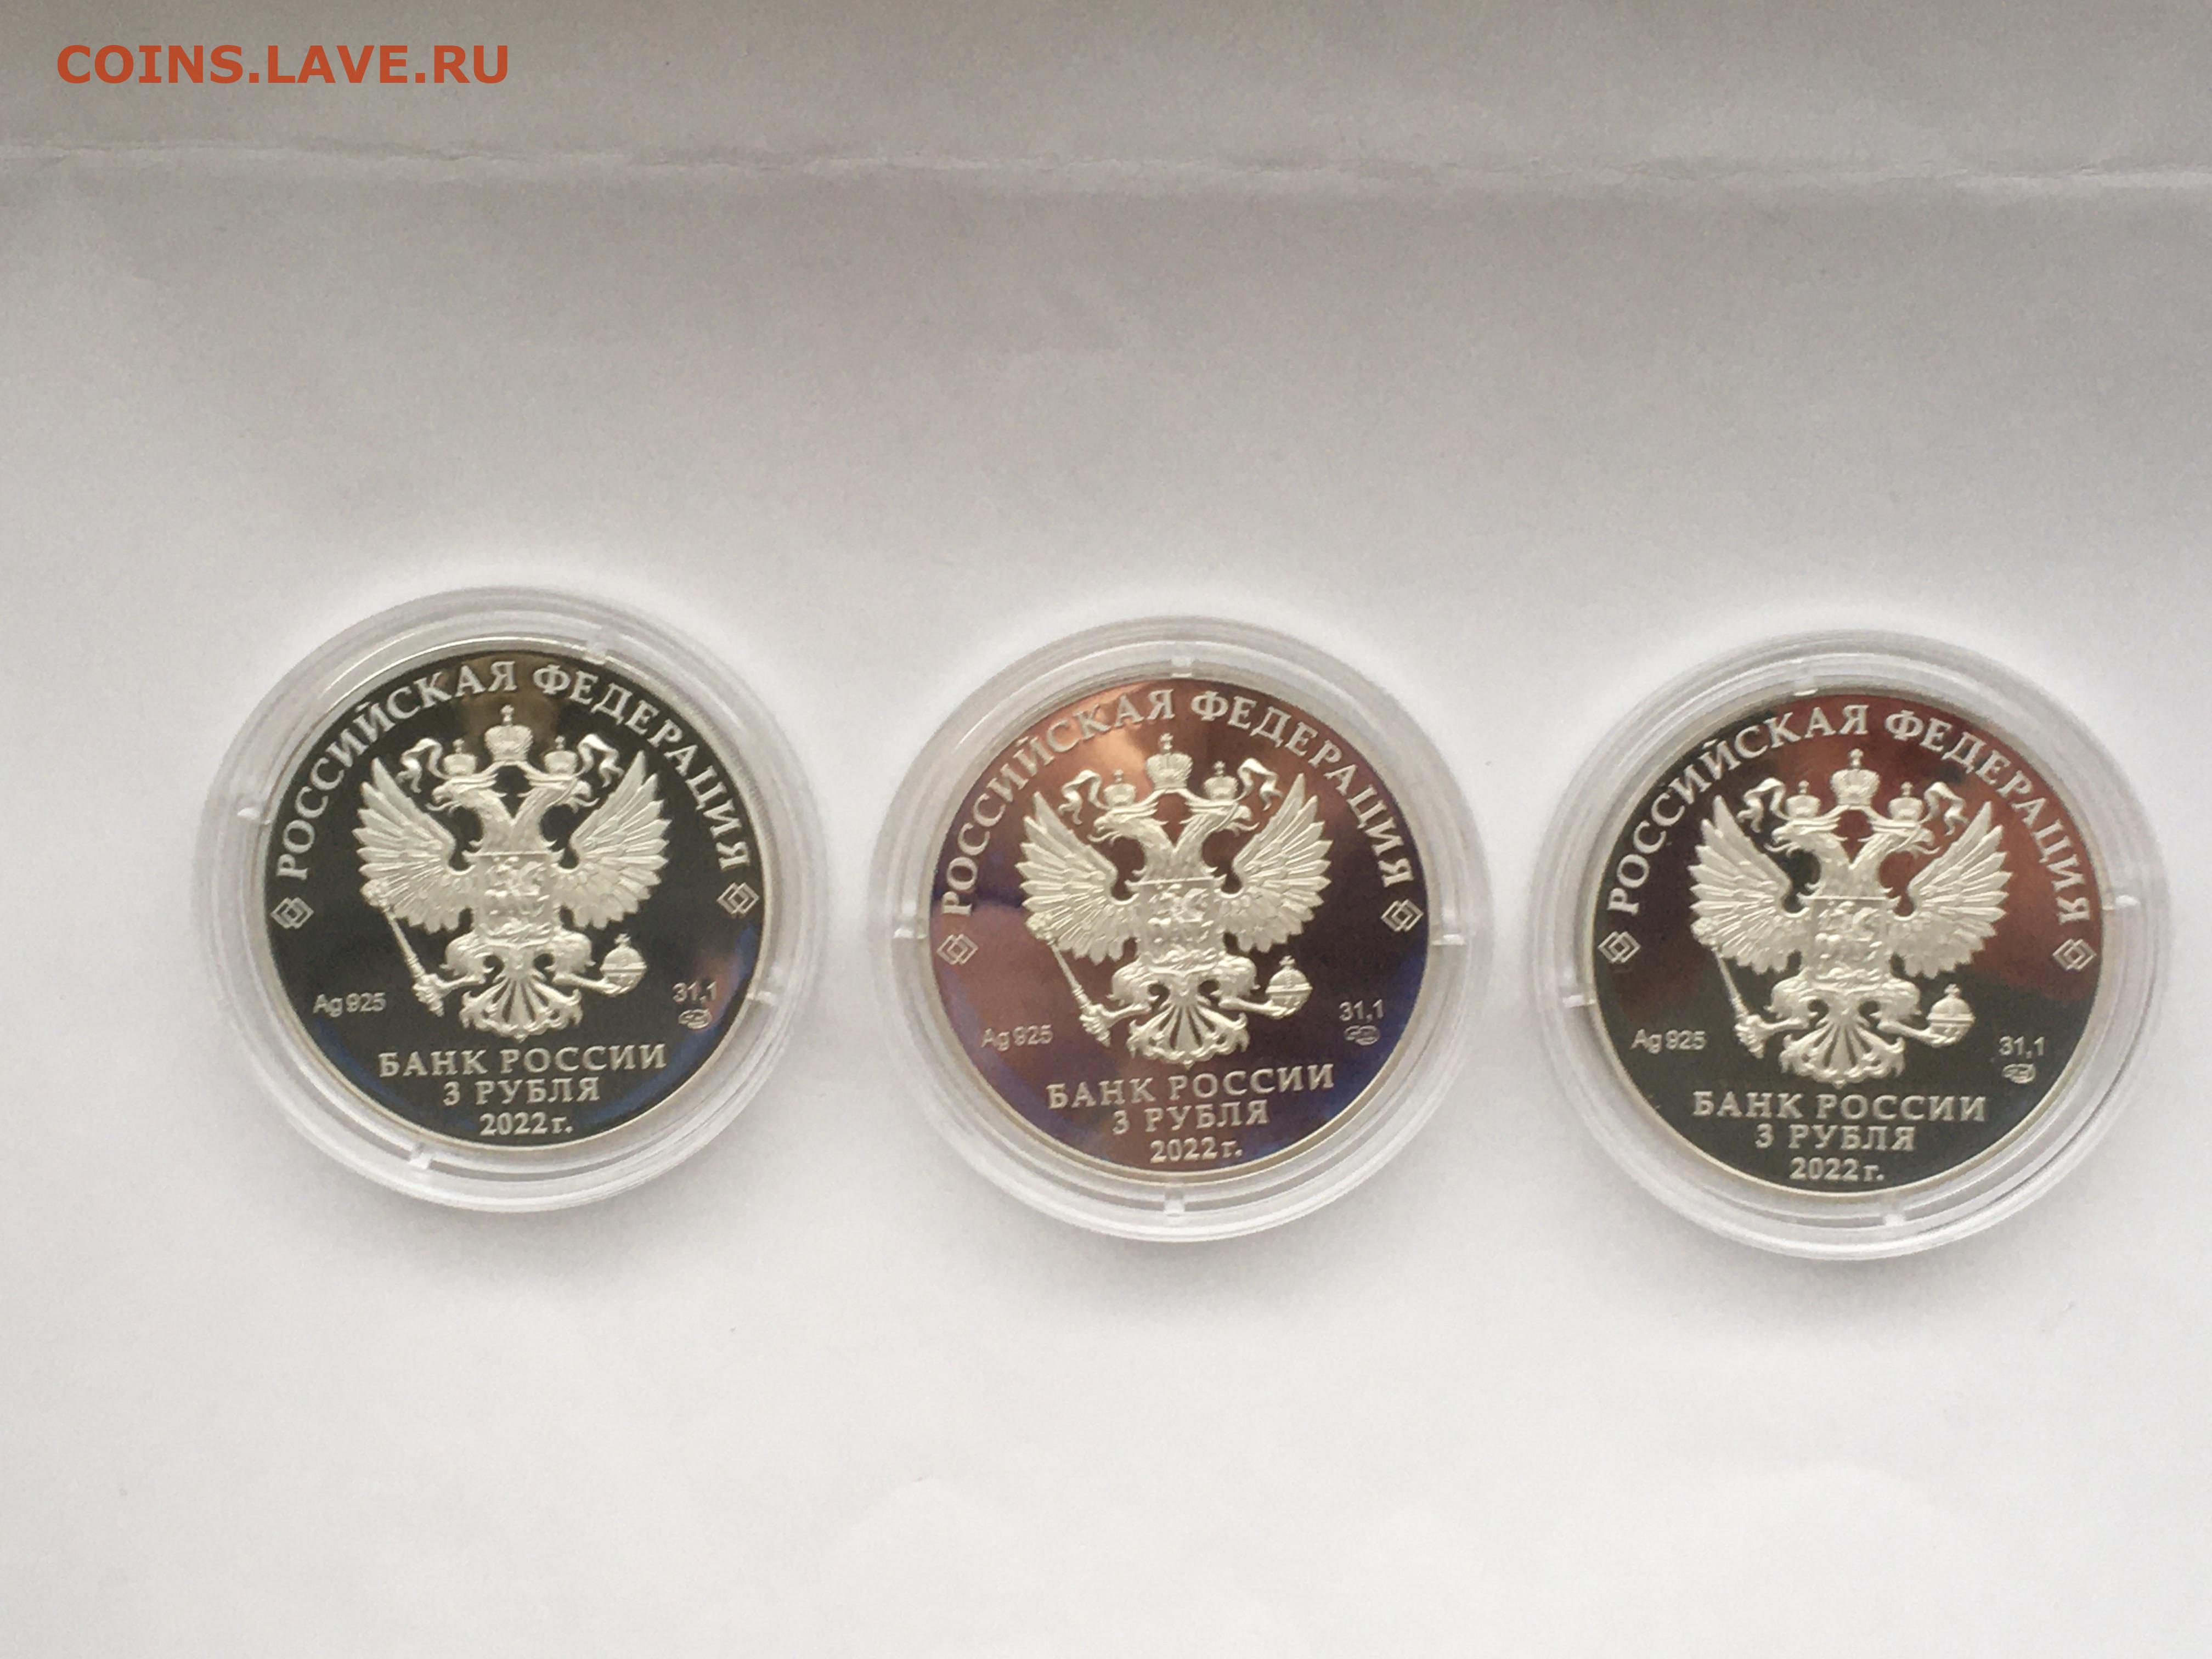 COINS.LAVE.RU
РОССИЙСКАЯ ФЕДЕРАЦИЯ
Ag 925
31,1
БАНК РОССИИ
3 РУБЛЯ
2022 г.
РОССИЙСКАЯ ФЕДЕРАЦИЯ
Ag 925
31,1
БАНК РОССИИ
3 РУБЛЯ
2022 г.
РОССИЙСКАЯ ФЕДЕРАЦИЯ
Ag 925
31,1
БАНК РОССИИ
3 РУБЛЯ
2022 г.